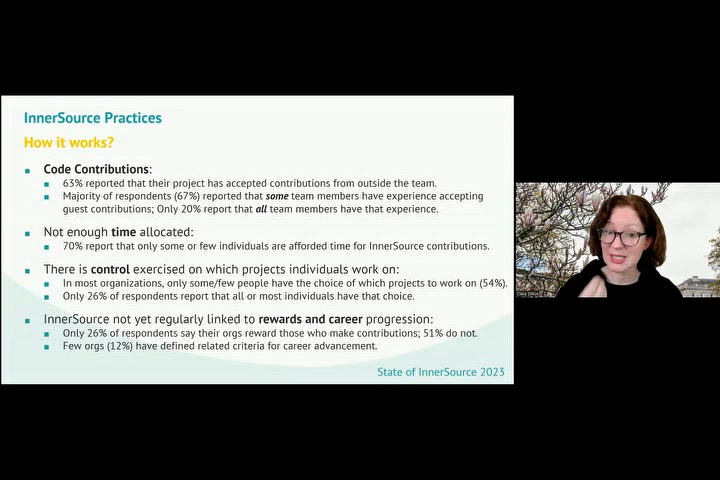 InnerSource Practices
How it works?
Code Contributions:
63% reported that their project has accepted contributions from outside the team.
Majority of respondents (67%) reported that some team members have experience accepting
guest contributions; Only 20% report that all team members have that experience.
Not enough time allocated:
70% report that only some or few individuals are afforded time for InnerSource contributions.
There is control exercised on which projects individuals work on:
In most organizations, only some/few people have the choice of which projects to work on (54%).
Only 26% of respondents report that all or most individuals have that choice.
InnerSource not yet regularly linked to rewards and career progression:
Only 26% of respondents say their orgs reward those who make contributions; 51% do not.
Few orgs (12%) have defined related criteria for career advancement.
State of InnerSource 2023